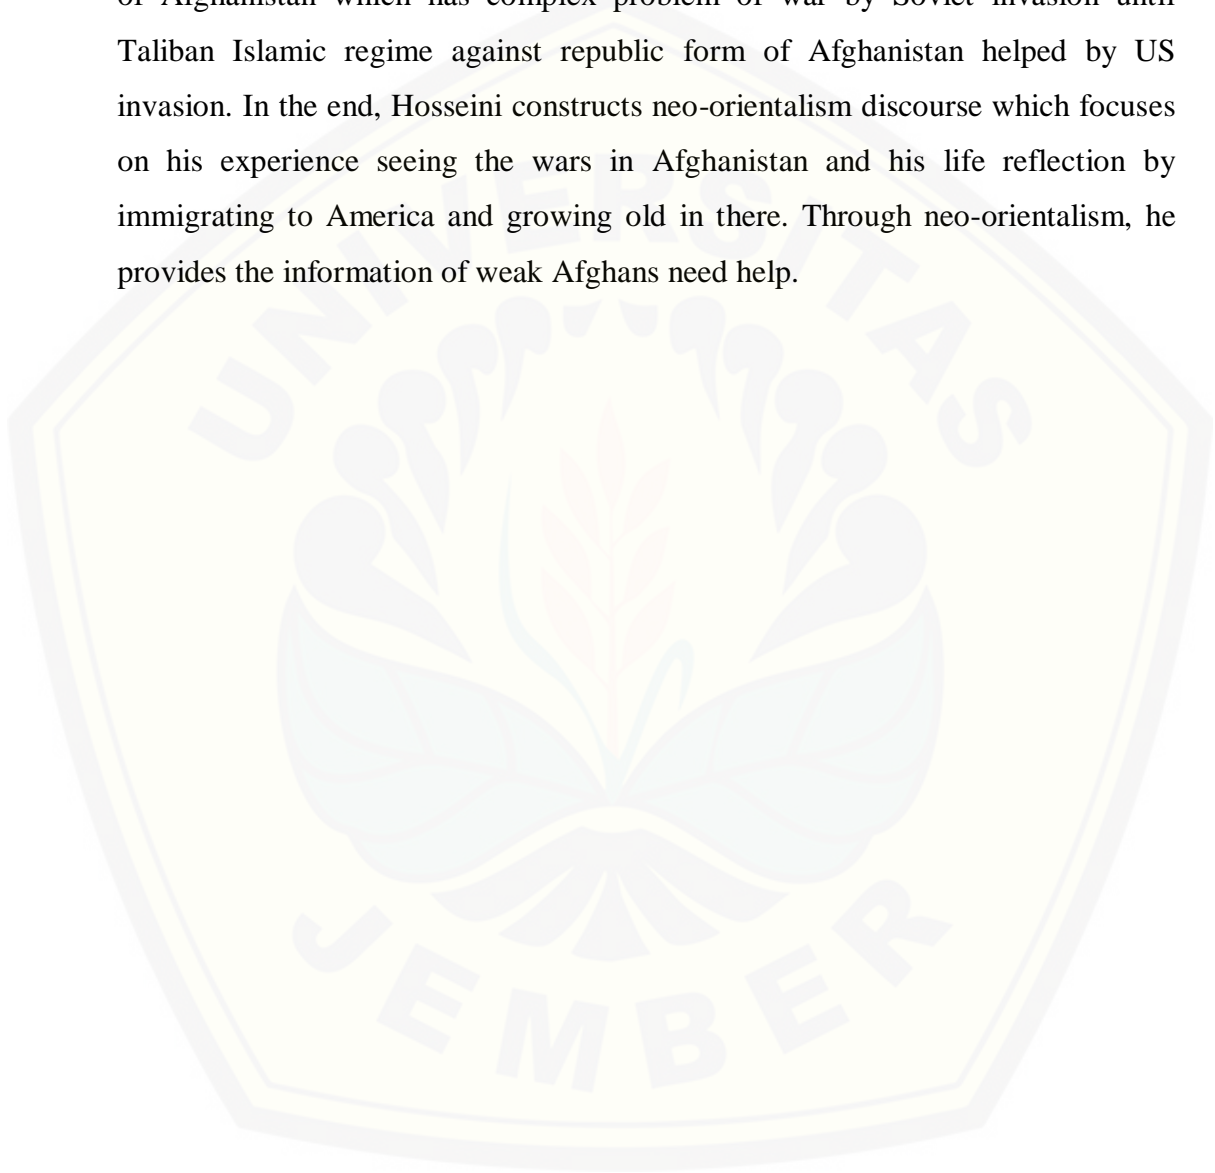 of Afghanistan which has complex problem of war by Soviet invasion until
Taliban Islamic regime against republic form of Afghanistan helped by US
invasion. In the end, Hosseini constructs neo-orientalism discourse which focuses
on his experience seeing the wars in Afghanistan and his life reflection by
immigrating to America and growing old in there. Through neo-orientalism, he
provides the information of weak Afghans need help.
UNIVERSITAS
JEMBER